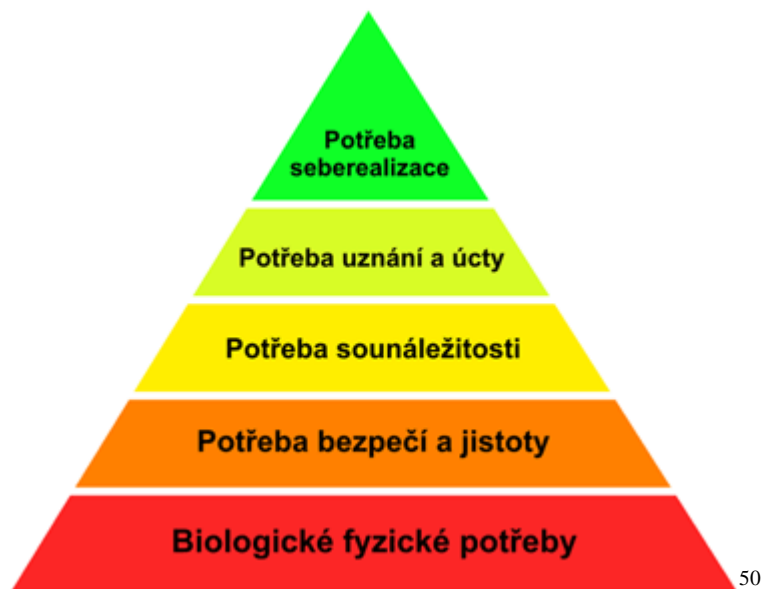 Potřeba
seberealizace
Potřeba uznání a úcty
Potřeba sounáležitosti
Potřeba bezpečí a jistoty
Biologické fyzické potřeby
50